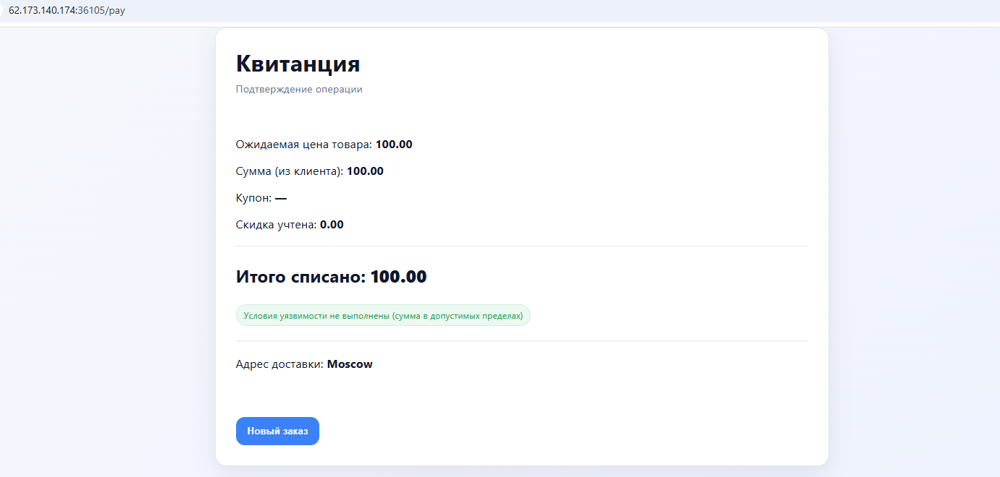 62.173.140.174:36105/pay
Квитанция
Подтверждение операции
Ожидаемая цена товара: 100.00
Сумма (из клиента): 100.00
Купон: —
Скидка учтена: 0.00
Итого списано: 100.00
Условия уязвимости не выполнены (сумма в допустимых пределах)
Адрес доставки: Moscow
Новый заказ